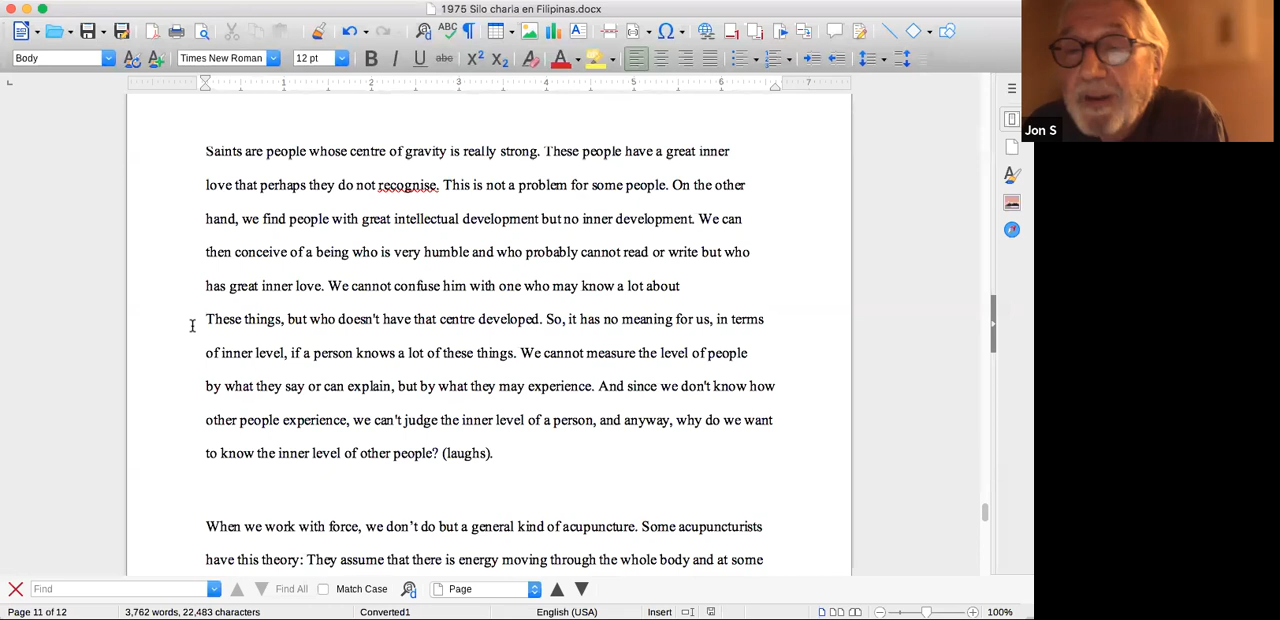 1975 Silo charia en Filipinas.docx
Body
Times New Roman
12 pt
1 2 3 4 5 6 7
Saints are people whose centre of gravity is really strong. These people have a great inner
love that perhaps they do not recognise. This is not a problem for some people. On the other
hand, we find people with great intellectual development but no inner development. We can
then conceive of a being who is very humble and who probably cannot read or write but who
has great inner love. We cannot confuse him with one who may know a lot about
These things, but who doesn't have that centre developed. So, it has no meaning for us, in terms
of inner level, if a person knows a lot of these things. We cannot measure the level of people
by what they say or can explain, but by what they may experience. And since we don't know how
other people experience, we can't judge the inner level of a person, and anyway, why do we want
to know the inner level of other people? (laughs).
When we work with force, we don’t do but a general kind of acupuncture. Some acupuncturists
have this theory: They assume that there is energy moving through the whole body and at some
Find
Find All
Match Case
Page
Page 11 of 12
3,762 words, 22,483 characters
Converted1
English (USA)
Insert
100%
Jon S